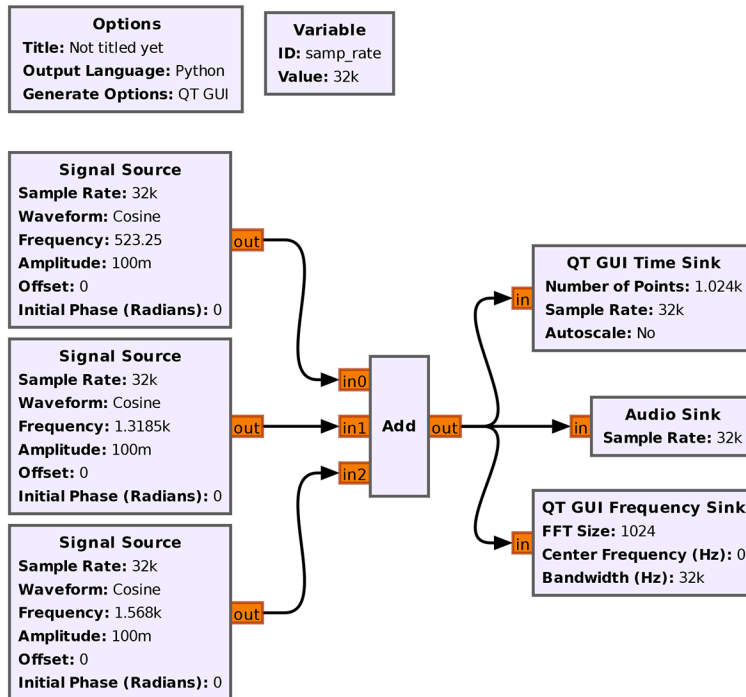 Options
Title: Not titled yet
Output Language: Python
Generate Options: QT GUI
Variable
ID: samp_rate
Value: 32k
Signal Source
Sample Rate: 32k
Waveform: Cosine
Frequency: 523.25
Amplitude: 100m
Offset: 0
Initial Phase (Radians): 0
out
Signal Source
Sample Rate: 32k
Waveform: Cosine
Frequency: 1.3185k
Amplitude: 100m
Offset: 0
Initial Phase (Radians): 0
out
Signal Source
Sample Rate: 32k
Waveform: Cosine
Frequency: 1.568k
Amplitude: 100m
Offset: 0
Initial Phase (Radians): 0
out
in0
in1
in2
Add
out
in
QT GUI Time Sink
Number of Points: 1.024k
Sample Rate: 32k
Autoscale: No
in
Audio Sink
Sample Rate: 32k
in
QT GUI Frequency Sink
FFT Size: 1024
Center Frequency (Hz): 0
Bandwidth (Hz): 32k